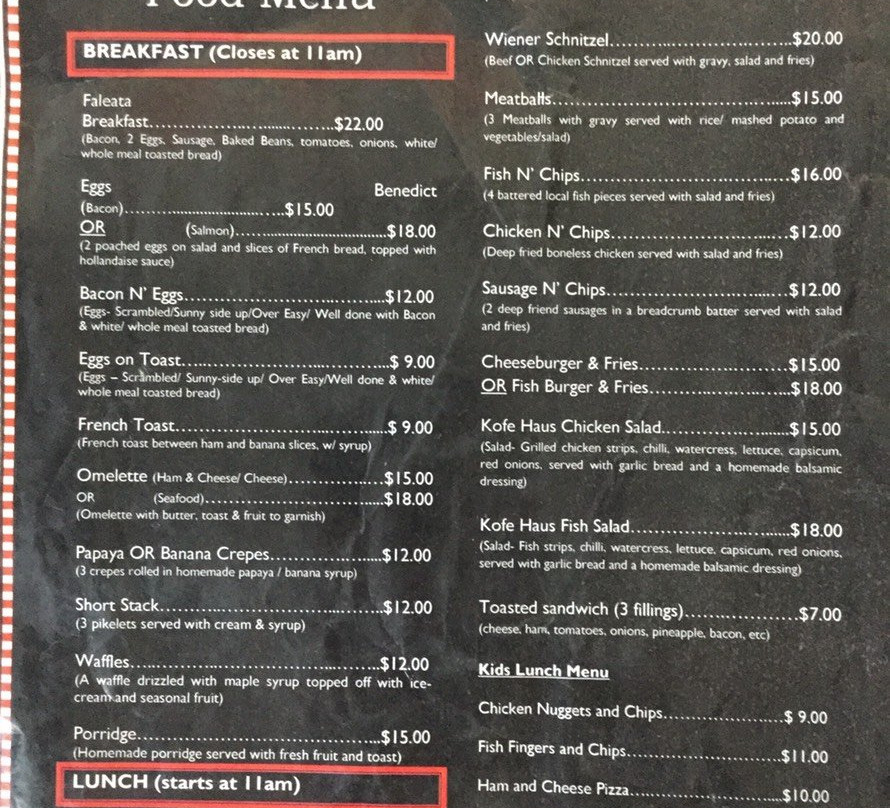 Food Menu
BREAKFAST (Closes at 11am)
Faleata
Breakfast..............................$22.00
(Bacon, 2 Eggs, Sausage, Baked Beans, tomatoes, onions, white/
whole meal toasted bread)
Eggs Benedict
(Bacon)..............................$15.00
OR (Salmon)..............................$18.00
(2 poached eggs on salad and slices of French bread, topped with
hollandaise sauce)
Bacon N' Eggs..............................$12.00
(Eggs- Scrambled/Sunny side up/Over Easy/ Well done with Bacon
& white/ whole meal toasted bread)
Eggs on Toast..............................$ 9.00
(Eggs – Scrambled/ Sunny-side up/ Over Easy/Well done & white/
whole meal toasted bread)
French Toast..............................$ 9.00
(French toast between ham and banana slices, w/ syrup)
Omelette (Ham & Cheese/ Cheese)..................$15.00
OR (Seafood)..............................$18.00
(Omelette with butter, toast & fruit to garnish)
Papaya OR Banana Crepes..................$12.00
(3 crepes rolled in homemade papaya / banana syrup)
Short Stack..............................$12.00
(3 pikelets served with cream & syrup)
Waffles..............................$12.00
(A waffle drizzled with maple syrup topped off with ice-
cream and seasonal fruit)
Porridge..............................$15.00
(Homemade porridge served with fresh fruit and toast)
LUNCH (starts at 11am)
Wiener Schnitzel..............................$20.00
(Beef OR Chicken Schnitzel served with gravy, salad and fries)
Meatballs..............................$15.00
(3 Meatballs with gravy served with rice/ mashed potato and
vegetables/salad)
Fish N' Chips..............................$16.00
(4 battered local fish pieces served with salad and fries)
Chicken N' Chips..............................$12.00
(Deep fried boneless chicken served with salad and fries)
Sausage N' Chips..............................$12.00
(2 deep friend sausages in a breadcrumb batter served with salad
and fries)
Cheeseburger & Fries..............................$15.00
OR Fish Burger & Fries..............................$18.00
Kofe Haus Chicken Salad..............................$15.00
(Salad- Grilled chicken strips, chilli, watercress, lettuce, capsicum,
red onions, served with garlic bread and a homemade balsamic
dressing)
Kofe Haus Fish Salad..............................$18.00
(Salad- Fish strips, chilli, watercress, lettuce, capsicum, red onions,
served with garlic bread and a homemade balsamic dressing)
Toasted sandwich (3 fillings)..............................$7.00
(cheese, ham, tomatoes, onions, pineapple, bacon, etc)
Kids Lunch Menu
Chicken Nuggets and Chips..............................$ 9.00
Fish Fingers and Chips..............................$11.00
Ham and Cheese Pizza..............................$10.00